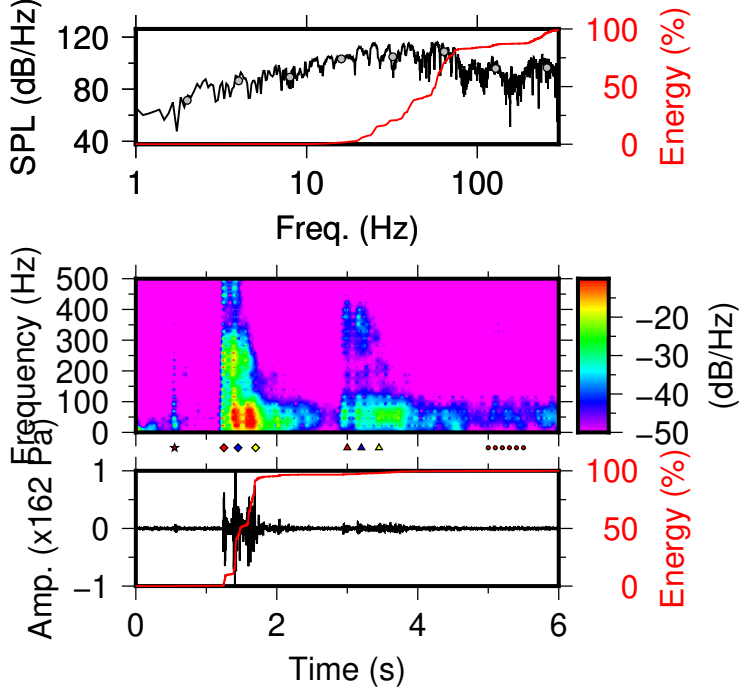 SPL (dB/Hz)
120
80
40
100
50
0
Energy (%)
1 10 100
Freq. (Hz)
Frequency (Hz)
500
400
300
200
100
0
−20
−30
−40
−50
(dB/Hz)
Amp. (x162 Pa)
1
0
−1
100
50
0
Energy (%)
0 2 4 6
Time (s)